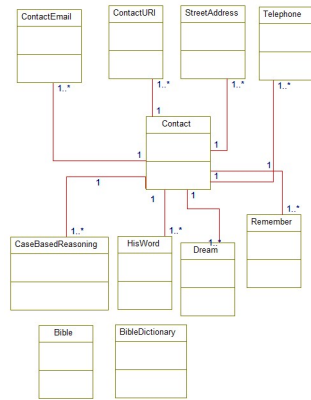 ContactEmail
ContactURI
StreetAddress
Telephone
1..*
1..*
1..*
1..*
1
Contact
1
1
1
1
1
1
1
1
1..*
1..*
1..*
1..*
CaseBasedReasoning
HisWord
Dream
Remember
Bible
BibleDictionary